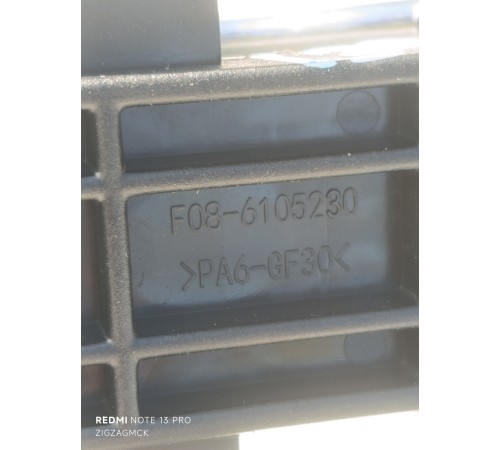 F08-6105230
>PA6-GF30<
REDMI NOTE 13 PRO
ZIGZAGMCK